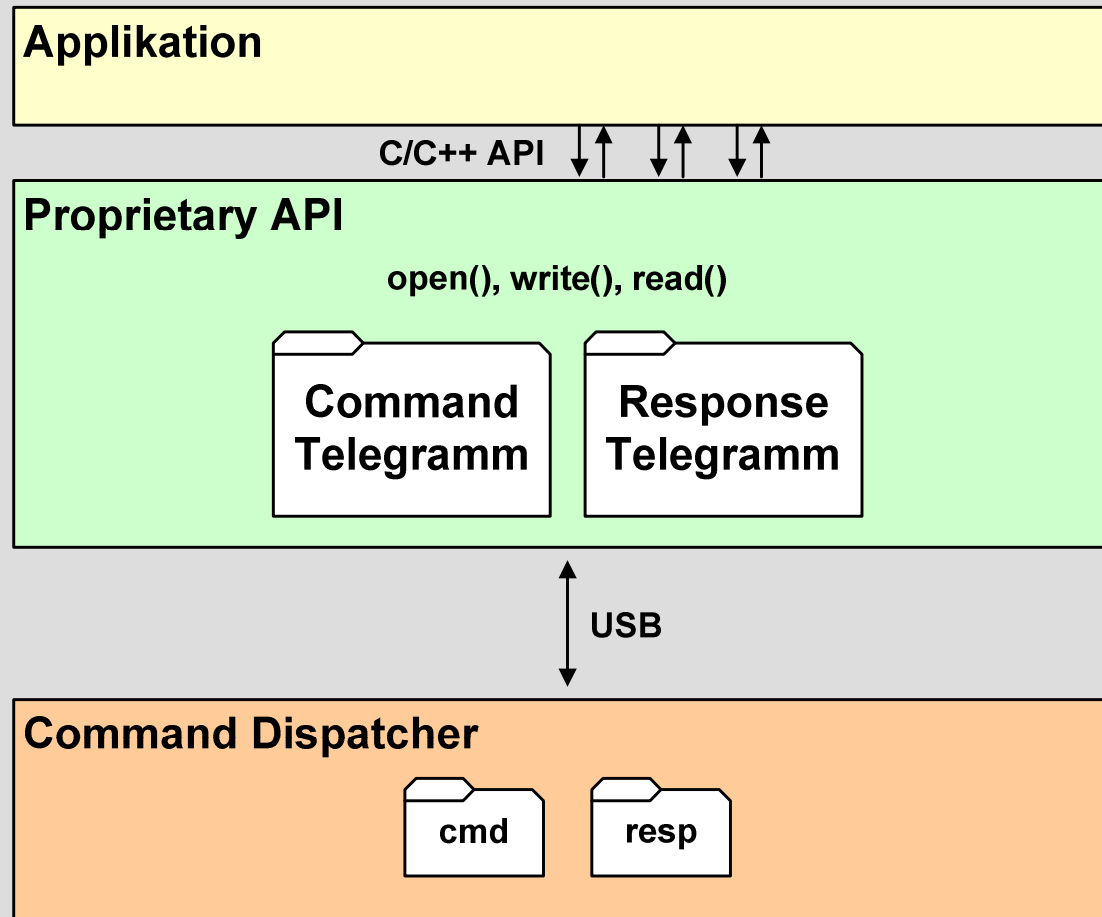 Applikation
C/C++ API
Proprietary API
open(), write(), read()
Command
Telegramm
Response
Telegramm
USB
Command Dispatcher
cmd
resp